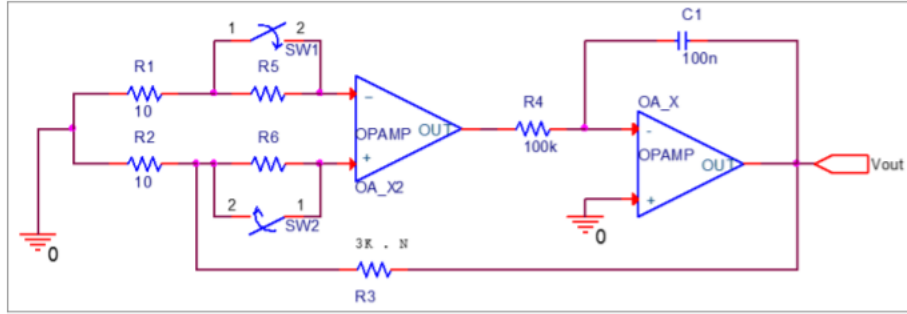 C1
1
2
SW1
100n
R1
R5
10
R4
100k
OA_X
-
OPAMP
OUT
R2
R6
10
+
OA_X2
-
OPAMP
OUT
+
Vout
0
2
1
SW2
0
3K . N
R3